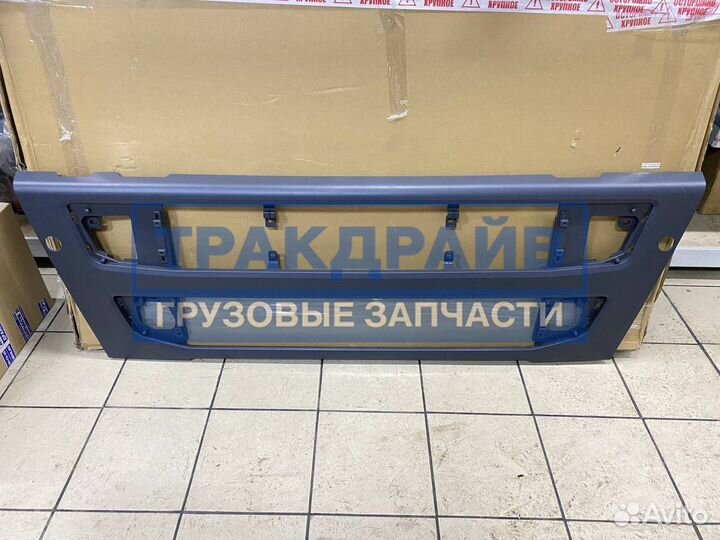 ОСТОРОЖНО ХРУПКОЕ
ТРАКДРАЙВ
ГРУЗОВЫЕ ЗАПЧАСТИ
Avito